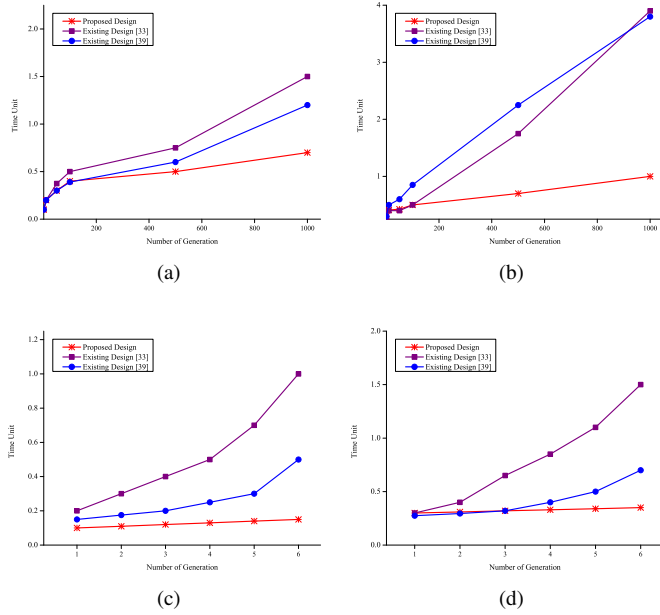 Proposed Design
Existing Design [33]
Existing Design [39]
2.0
1.5
1.0
0.5
0.0
Time Unit
200 400 600 800 1000
Number of Generation
(a)
Proposed Design
Existing Design [33]
Existing Design [39]
4
3
2
1
Time Unit
200 400 600 800 1000
Number of Generation
(b)
Proposed Design
Existing Design [33]
Existing Design [39]
1.2
1.0
0.8
0.6
0.4
0.2
0.0
Time Unit
1 2 3 4 5 6
Number of Generation
(c)
Proposed Design
Existing Design [33]
Existing Design [39]
2.0
1.5
1.0
0.5
0.0
Time Unit
1 2 3 4 5 6
Number of Generation
(d)